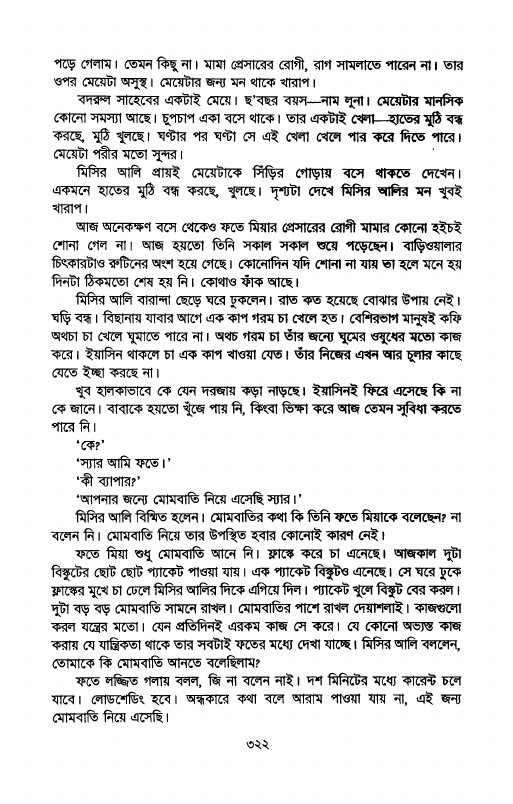 পড়ে গেলাম। তেমন কিছু না। মামা প্রেসারের রোগী, রাগ সামলাতে পারেন না। তার
ওপর মেয়েটা অসুস্থ। মেয়েটার জন্য মন থাকে খারাপ।
বদরুল সাহেবের একটাই মেয়ে। ছ'বছর বয়স—নাম লুনা। মেয়েটার মানসিক
কোনো সমস্যা আছে। চুপচাপ একা বসে থাকে। তার একটাই খেলা—হাতের মুঠি বন্ধ
করছে, মুঠি খুলছে। ঘণ্টার পর ঘণ্টা সে এই খেলা খেলে পার করে দিতে পারে।
মেয়েটা পরীর মতো সুন্দর।
মিসির আলি প্রায়ই মেয়েটাকে সিঁড়ির গোড়ায় বসে থাকতে দেখেন।
একমনে হাতের মুঠি বন্ধ করছে, খুলছে। দৃশ্যটা দেখে মিসির আলির মন খুবই
খারাপ।
আজ অনেকক্ষণ বসে থেকেও ফতে মিয়ার প্রেসারের রোগী মামার কোনো হইচই
শোনা গেল না। আজ হয়তো তিনি সকাল সকাল শুয়ে পড়েছেন। বাড়িওয়ালার
চিৎকারটাও রুটিনের অংশ হয়ে গেছে। কোনোদিন যদি শোনা না যায় তা হলে মনে হয়
দিনটা ঠিকমতো শেষ হয় নি। কোথাও ফাঁক আছে।
মিসির আলি বারান্দা ছেড়ে ঘরে ঢুকলেন। রাত কত হয়েছে বোঝার উপায় নেই।
ঘড়ি বন্ধ। বিছানায় যাবার আগে এক কাপ গরম চা খেলে হত। বেশিরভাগ মানুষই কফি
অথচা চা খেলে ঘুমাতে পারে না। অথচ গরম চা তাঁর জন্যে ঘুমের ওষুধের মতো কাজ
করে। ইয়াসিন থাকলে চা এক কাপ খাওয়া যেত। তাঁর নিজের এখন আর চুলার কাছে
যেতে ইচ্ছা করছে না।
খুব হালকাভাবে কে যেন দরজায় কড়া নাড়ছে। ইয়াসিনই ফিরে এসেছে কি না
কে জানে। বাবাকে হয়তো খুঁজে পায় নি, কিংবা ভিক্ষা করে আজ তেমন সুবিধা করতে
পারে নি।
'কে?'
'স্যার আমি ফতে।'
'কী ব্যাপার?'
'আপনার জন্যে মোমবাতি নিয়ে এসেছি স্যার।'
মিসির আলি বিস্মিত হলেন। মোমবাতির কথা কি তিনি ফতে মিয়াকে বলেছেন? না
বলেন নি। মোমবাতি নিয়ে তার উপস্থিত হবার কোনোই কারণ নেই।
ফতে মিয়া শুধু মোমবাতি আনে নি। ফ্লাস্কে করে চা এনেছে। আজকাল দুটা
বিস্কুটের ছোট ছোট প্যাকেট পাওয়া যায়। এক প্যাকেট বিস্কুটও এনেছে। সে ঘরে ঢুকে
ফ্লাস্কের মুখে চা ঢেলে মিসির আলির দিকে এগিয়ে দিল। প্যাকেট খুলে বিস্কুট বের করল।
দুটা বড় বড় মোমবাতি সামনে রাখল। মোমবাতির পাশে রাখল দেয়াশলাই। কাজগুলো
করল যন্ত্রের মতো। যেন প্রতিদিনই এরকম কাজ সে করে। যে কোনো অভ্যস্ত কাজ
করায় যে যান্ত্রিকতা থাকে তার সবটাই ফতের মধ্যে দেখা যাচ্ছে। মিসির আলি বললেন,
তোমাকে কি মোমবাতি আনতে বলেছিলাম?
ফতে লজ্জিত গলায় বলল, জি না বলেন নাই। দশ মিনিটের মধ্যে কারেন্ট চলে
যাবে। লোডশেডিং হবে। অন্ধকারে কথা বলে আরাম পাওয়া যায় না, এই জন্য
মোমবাতি নিয়ে এসেছি।
৩২২